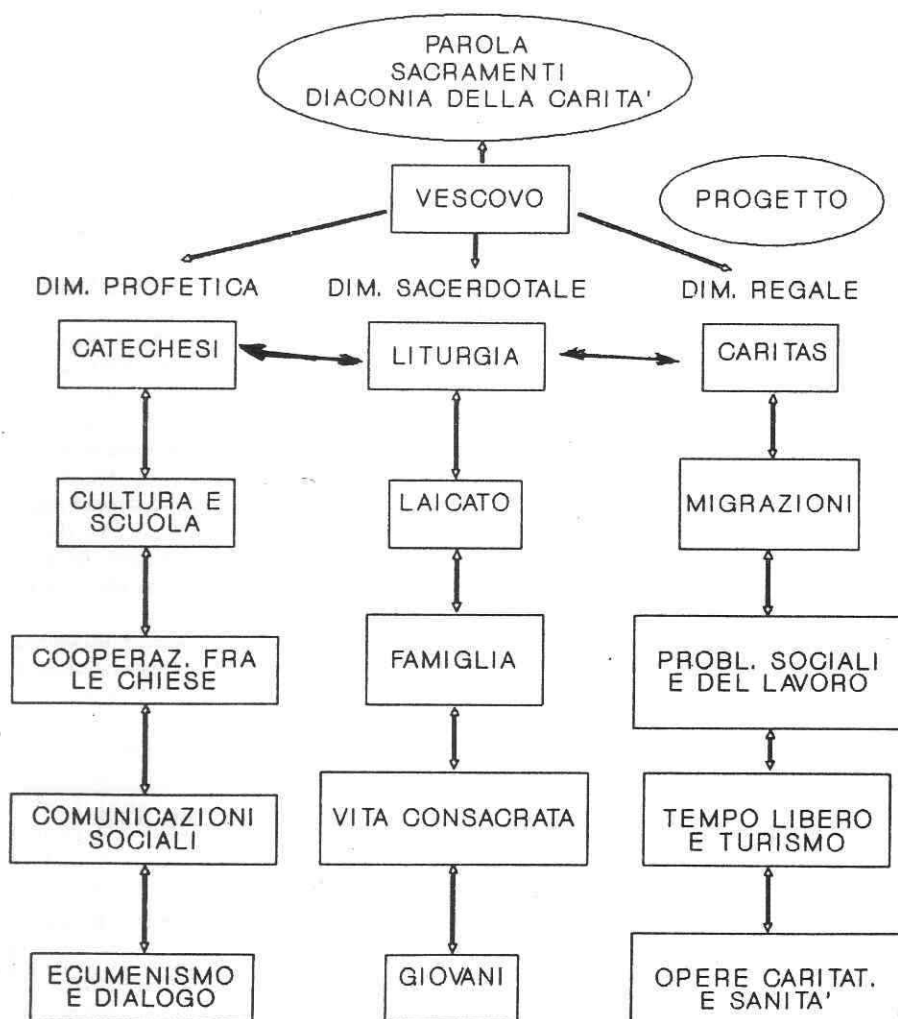 PAROLA
SACRAMENTI
DIACONIA DELLA CARITA'
VESCOVO
PROGETTO
DIM. PROFETICA
DIM. SACERDOTALE
DIM. REGALE
CATECHESI
LITURGIA
CARITAS
CULTURA E
SCUOLA
LAICATO
MIGRAZIONI
COOPERAZ. FRA
LE CHIESE
FAMIGLIA
PROBL. SOCIALI
E DEL LAVORO
COMUNICAZIONI
SOCIALI
VITA CONSACRATA
TEMPO LIBERO
E TURISMO
ECUMENISMO
E DIALOGO
GIOVANI
OPERE CARITAT.
E SANITA'